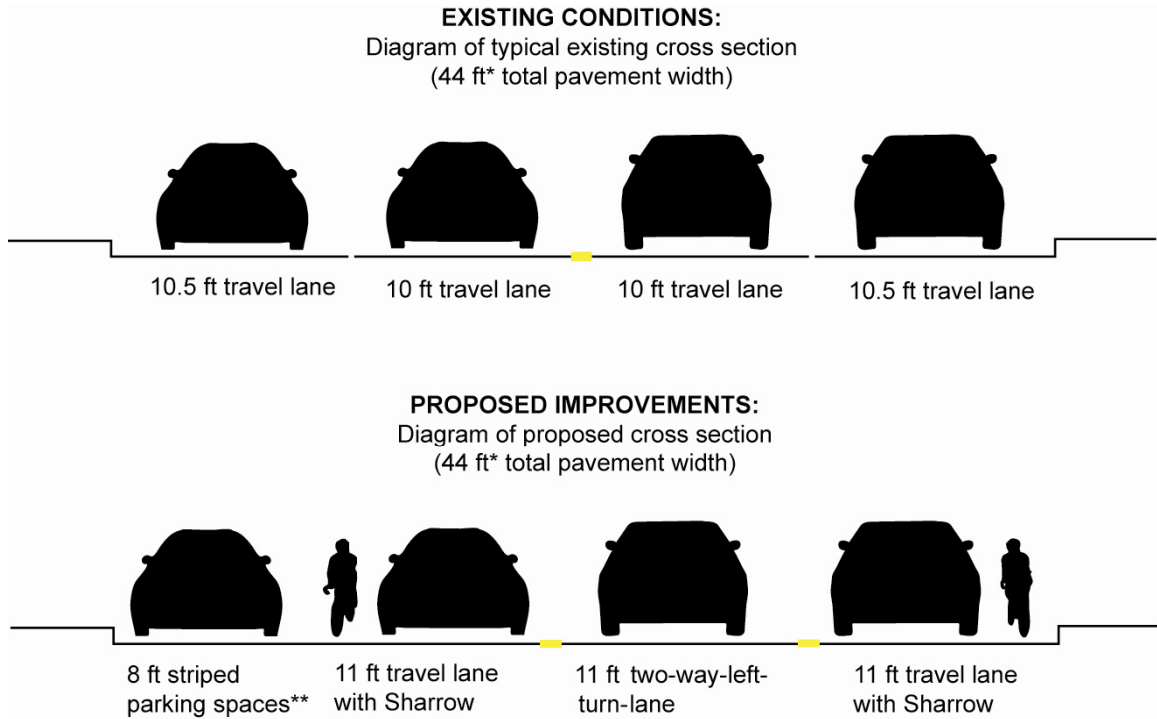 EXISTING CONDITIONS:
Diagram of typical existing cross section
(44 ft* total pavement width)
10.5 ft travel lane
10 ft travel lane
10 ft travel lane
10.5 ft travel lane
PROPOSED IMPROVEMENTS:
Diagram of proposed cross section
(44 ft* total pavement width)
8 ft striped
parking spaces**
11 ft travel lane
with Sharrow
11 ft two-way-left-
turn-lane
11 ft travel lane
with Sharrow